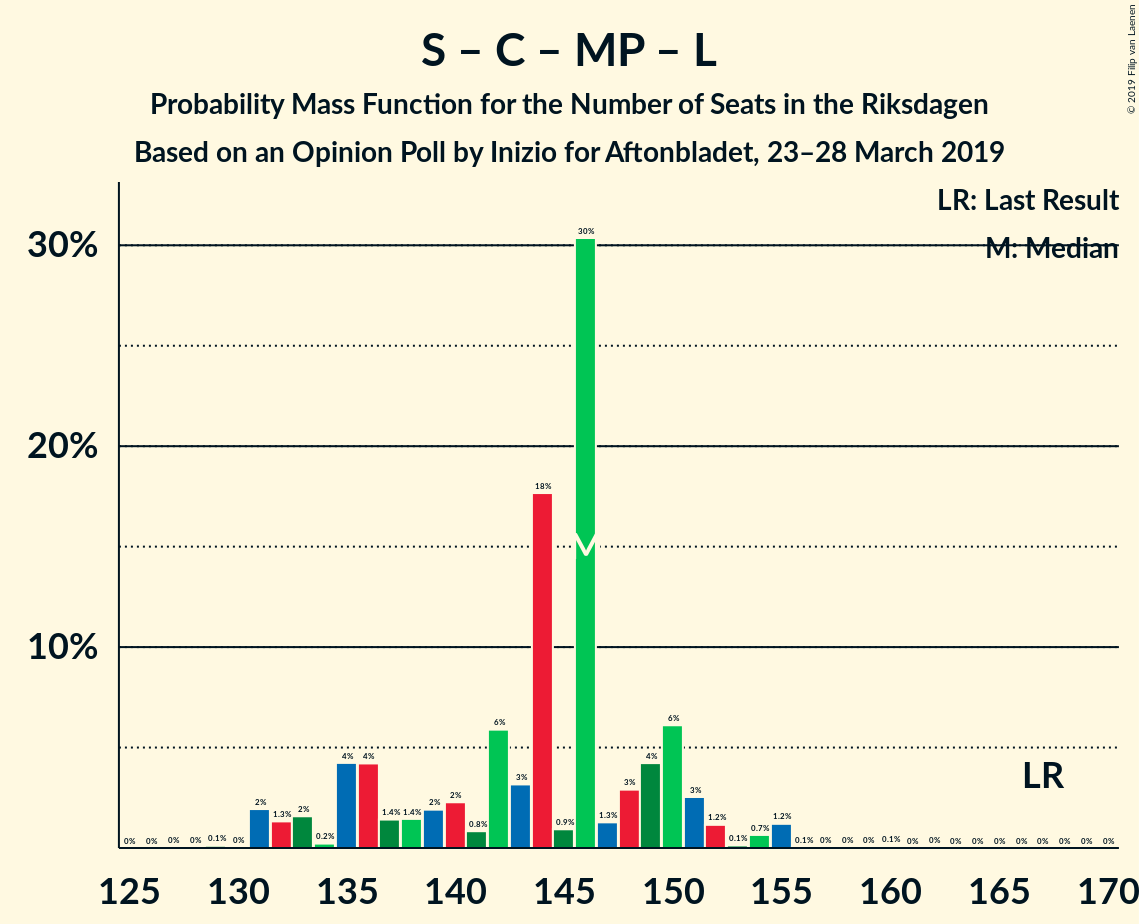 S – C – MP – L
Probability Mass Function for the Number of Seats in the Riksdagen
Based on an Opinion Poll by Inizio for Aftonbladet, 23–28 March 2019
© 2019 Filip van Laenen
LR: Last Result
M: Median
30%
20%
10%
0% 0% 0% 0% 0.1% 0% 2% 1.3% 2% 0.2% 4% 4% 1.4% 1.4% 2% 2% 0.8% 6% 3% 18% 0.9% 30% 1.3% 3% 4% 6% 3% 1.2% 0.1% 0.7% 1.2% 0.1% 0% 0% 0% 0.1% 0% 0% 0% 0% 0% 0% 0% 0% 0% 0%
LR
125 130 135 140 145 150 155 160 165 170